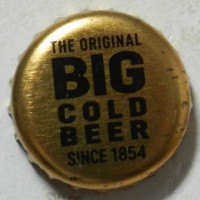 THE ORIGINAL
BIG
COLD
BEER
SINCE 1854